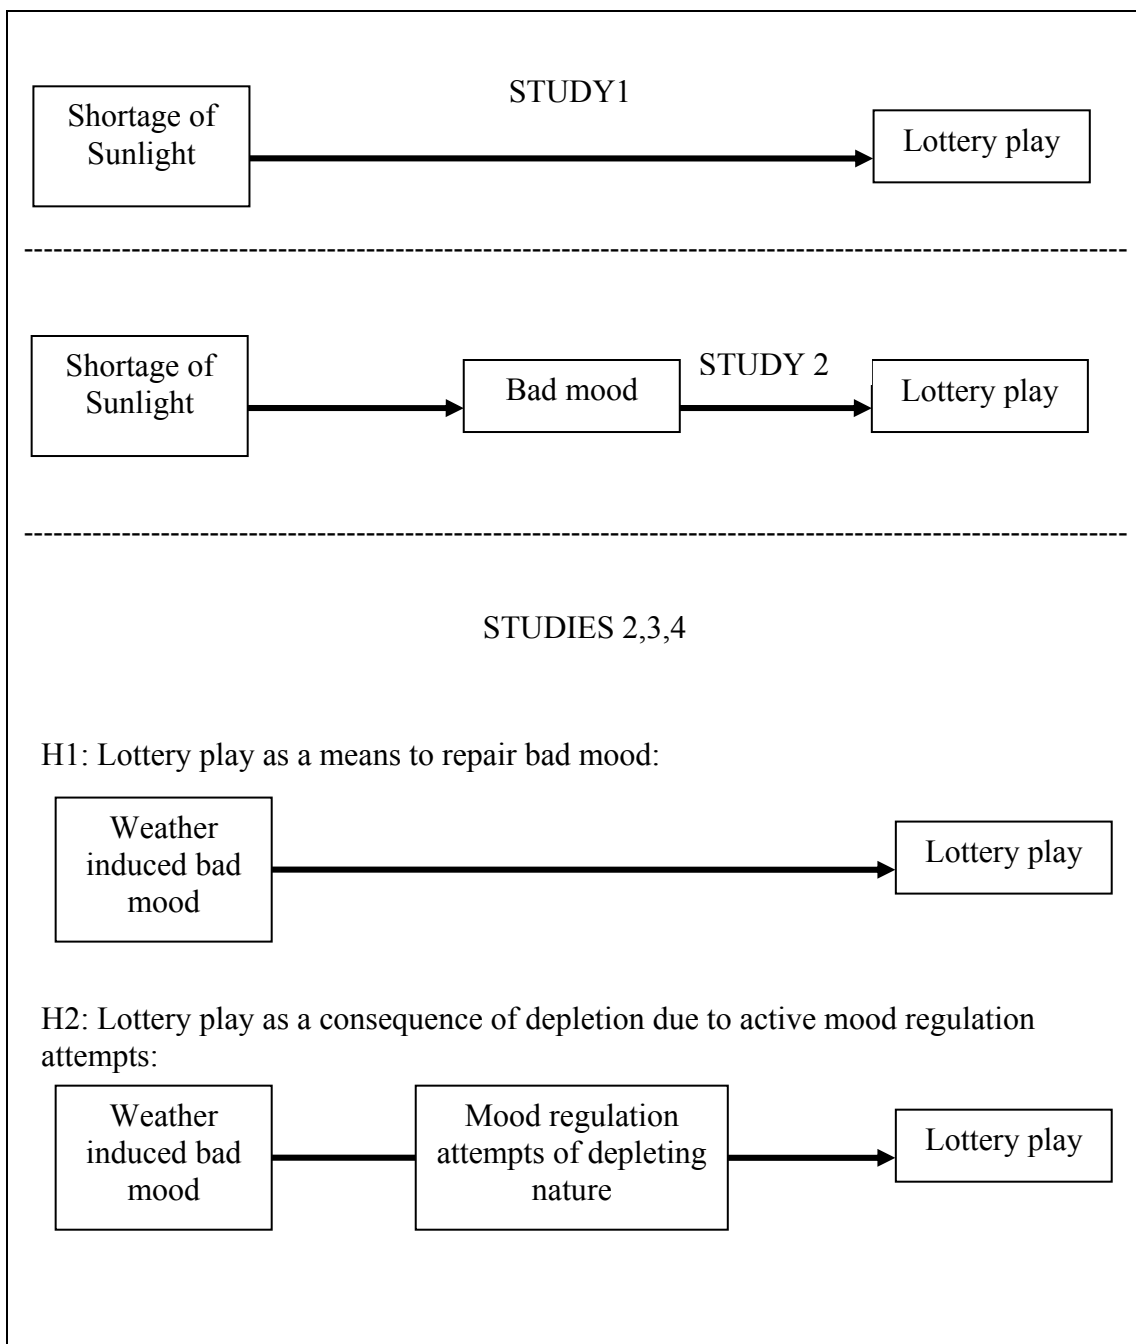 STUDY1
Shortage of
Sunlight
Lottery play
Shortage of
Sunlight
Bad mood
STUDY 2
Lottery play
STUDIES 2,3,4
H1: Lottery play as a means to repair bad mood:
Weather
induced bad
mood
Lottery play
H2: Lottery play as a consequence of depletion due to active mood regulation
attempts:
Weather
induced bad
mood
Mood regulation
attempts of depleting
nature
Lottery play